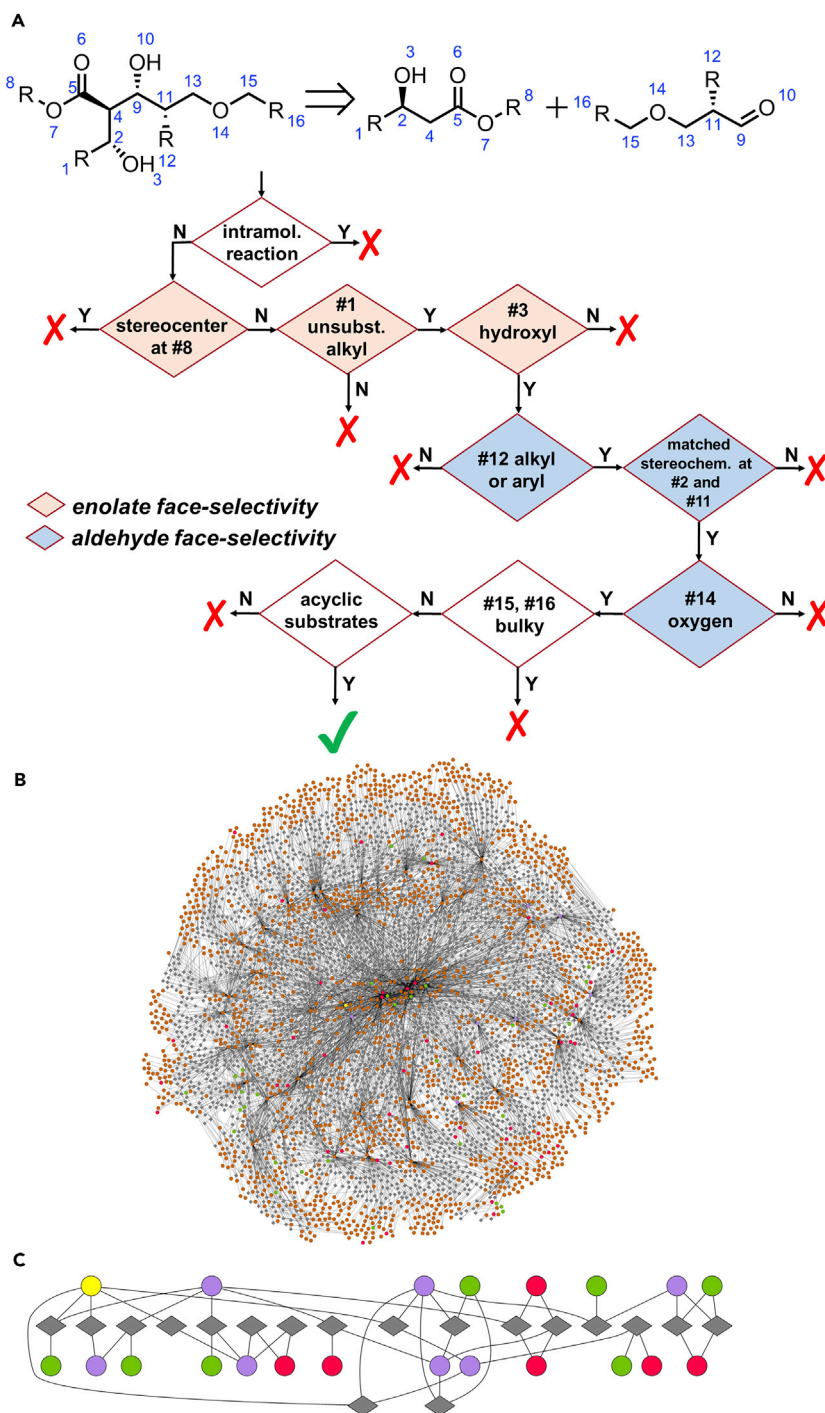 A
6 10
O OH
8 5 9 11 13 15
R O R
7 4 O 16
2 R 14
R OH 12
1 3
3 6
OH O
R 2 5 O R 8
1 4 7
+
12
16 14 R 10
R O O
15 13 11 9
N intramol. Y
reaction
Y stereocenter N #1 Y #3 N
at #8 unsubst. hydroxyl
alkyl
N Y
N #12 alkyl Y matched N
or aryl stereochem. at
#2 and
#11
enolate face-selectivity
aldehyde face-selectivity
Y
N acyclic N #15, #16 Y #14 N
substrates bulky oxygen
Y Y
B
C